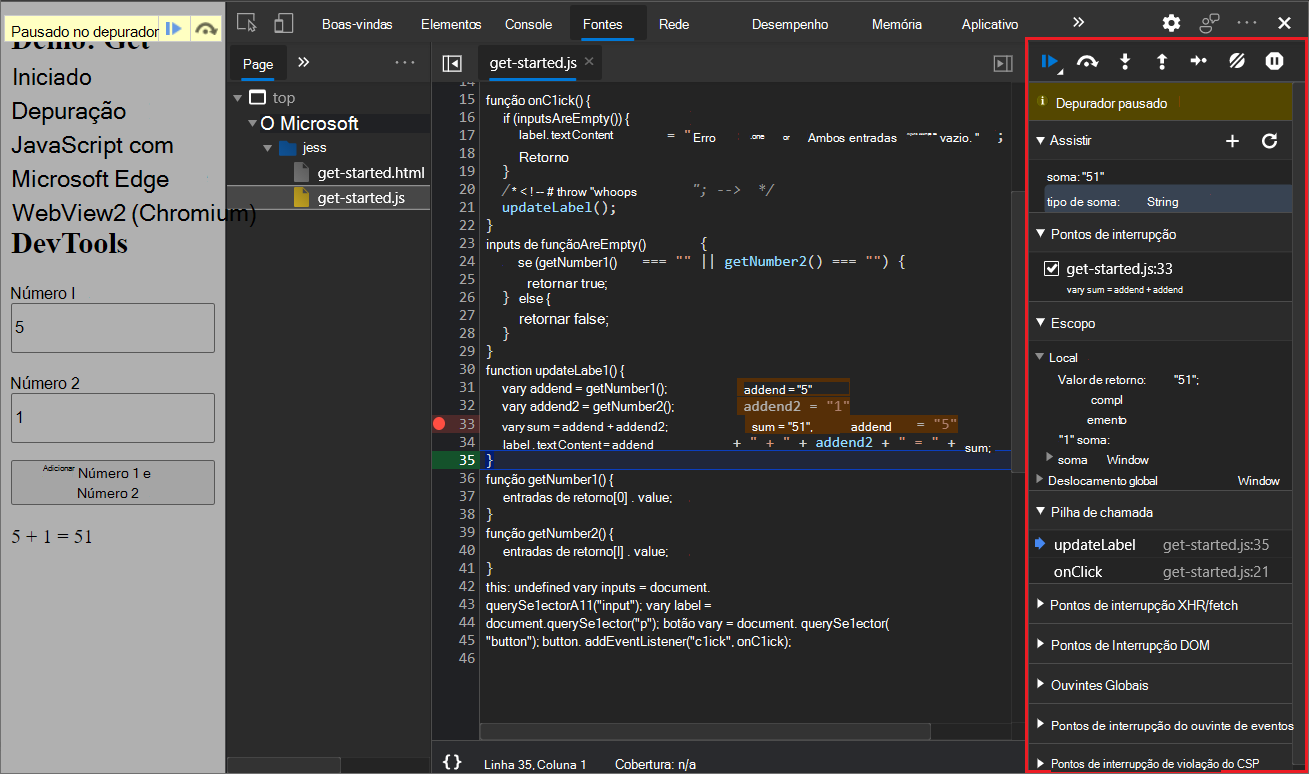 Pausado no depurador
Demo: Get
Iniciado
Depuração
JavaScript com
Microsoft Edge
WebView2 (Chromium)
DevTools
Número l
5
Número 2
1
Adicionar Número 1 e
Número 2
5 + 1 = 51
Boas-vindas Elementos Console Fontes Rede Desempenho Memória Aplicativo
Page
top
O Microsoft
jess
get-started.html
get-started.js
get-started.js
14
15 função onC1ick() {
16 if (inputsAreEmpty()) {
17 label. textContent = " Erro .one or Ambos entradas vazio. " ;
18 Retorno
19 }
20 /* < ! -- # throw "whoops "; --> */
21 updateLabel();
22 }
23 inputs de funçãoAreEmpty() {
24 se (getNumber1() === "" || getNumber2() === "") {
25 retornar true;
26 } else {
27 retornar false;
28 }
29 }
30 function updateLabe1() {
31 vary addend = getNumber1(); addend = "5"
32 vary addend2 = getNumber2(); addend2 = "1"
33 vary sum = addend + addend2; sum = "51", addend = "5"
34 label . textContent = addend + " + " + addend2 + " = " + sum;
35 }
36 função getNumber1() {
37 entradas de retorno[0] . value;
38 }
39 função getNumber2() {
40 entradas de retorno[l] . value;
41 }
42 this: undefined vary inputs = document.
43 querySe1ectorA11("input"); vary label =
44 document.querySe1ector("p"); botão vary = document. querySe1ector(
45 "button"); button. addEventListener("c1ick", onC1ick);
46
{ } Linha 35, Coluna 1 Cobertura: n/a
Depurador pausado
Assistir
soma: "51"
tipo de soma: String
Pontos de interrupção
get-started.js:33
vary sum = addend + addend
Escopo
Local
Valor de retorno: "51";
compl
emento
"1" soma:
soma Window
Deslocamento global Window
Pilha de chamada
updateLabel get-started.js:35
onClick get-started.js:21
Pontos de interrupção XHR/fetch
Pontos de Interrupção DOM
Ouvintes Globais
Pontos de interrupção do ouvinte de eventos
Pontos de interrupção de violação do CSP